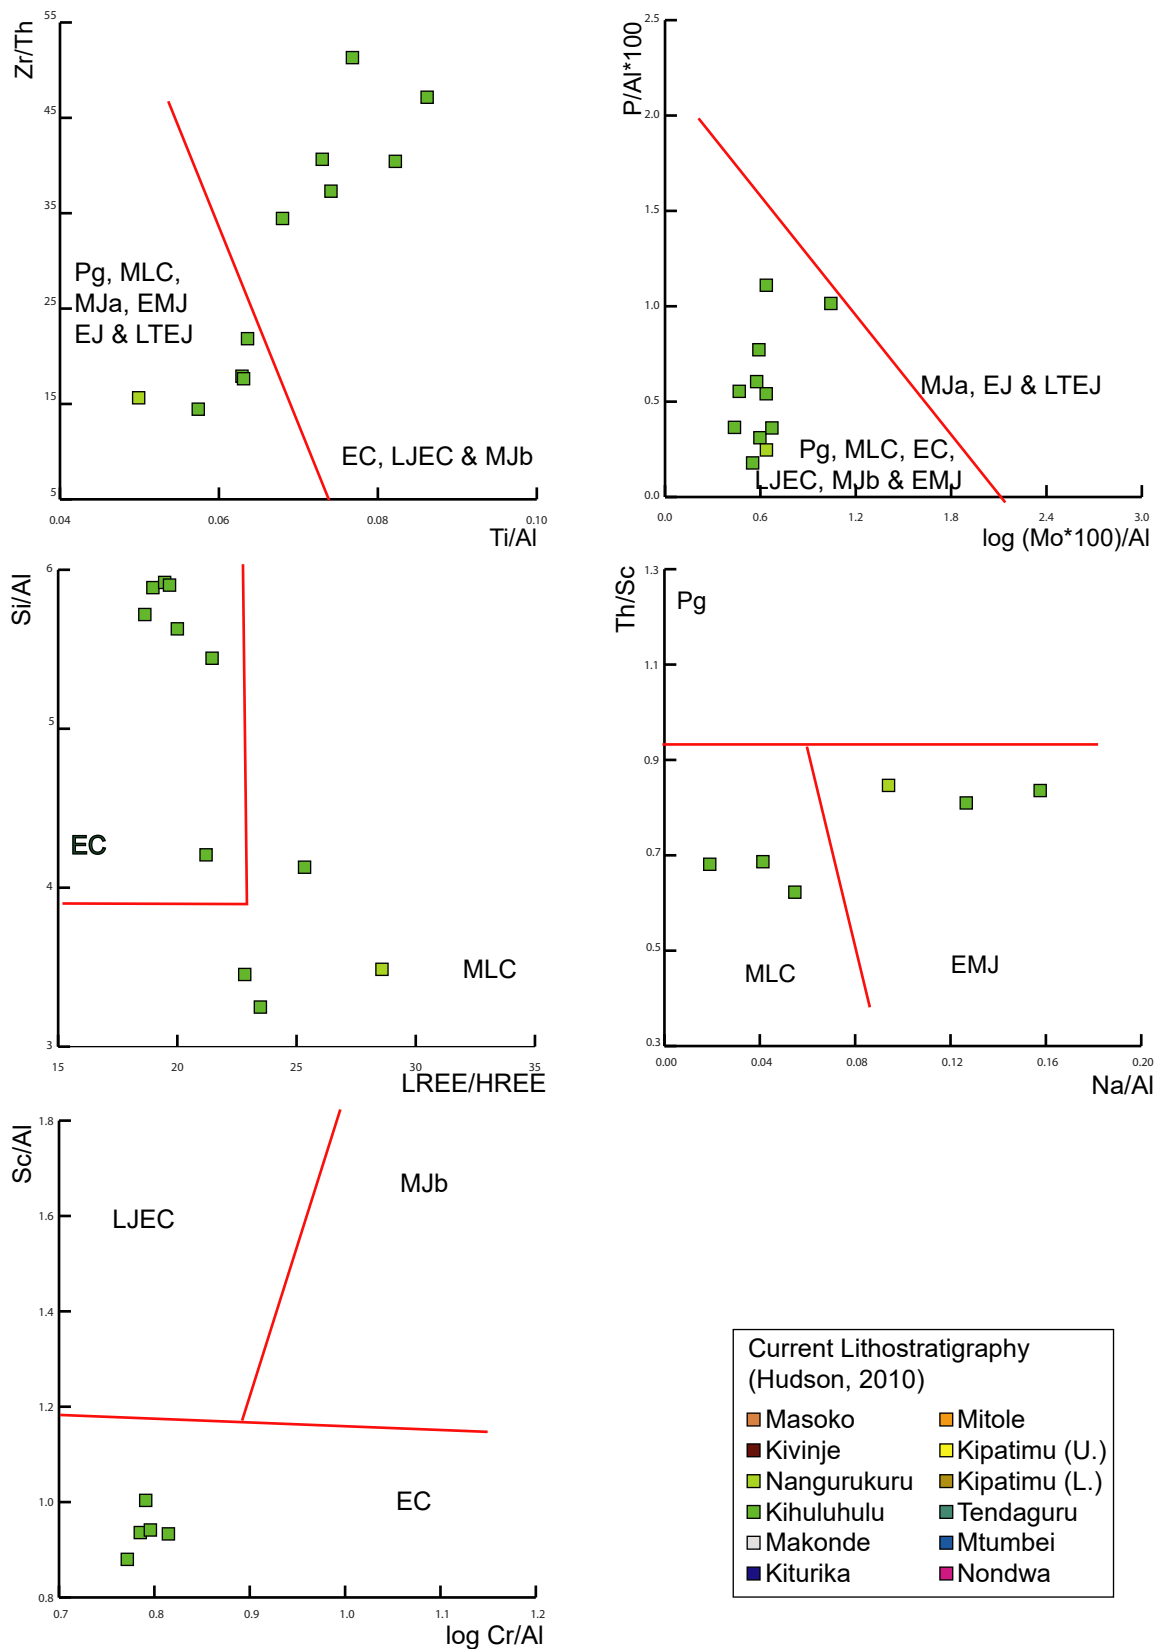 Zr/Th
55
45
35
25
15
5
Pg, MLC,
MJa, EMJ
EJ & LTEJ
EC, LJEC & MJb
0.04
0.06
0.08
0.10
Ti/Al
P/Al*100
2.5
2.0
1.5
1.0
0.5
0.0
MJa, EJ & LTEJ
Pg, MLC, EC,
LJEC, MJb & EMJ
0.0
0.6
1.2
1.8
2.4
3.0
log (Mo*100)/Al
Si/Al
6
5
4
3
EC
MLC
15
20
25
30
35
LREE/HREE
Th/Sc
1.3
1.1
0.9
0.7
0.5
0.3
Pg
MLC
EMJ
0.00
0.04
0.08
0.12
0.16
0.20
Na/Al
Sc/Al
1.8
1.6
1.4
1.2
1.0
0.8
LJEC
MJb
EC
0.7
0.8
0.9
1.0
1.1
1.2
log Cr/Al
Current Lithostratigraphy
(Hudson, 2010)
Masoko
Kivinje
Nangurukuru
Kihuluhulu
Makonde
Kiturika
Mitole
Kipatimu (U.)
Kipatimu (L.)
Tendaguru
Mtumbei
Nondwa